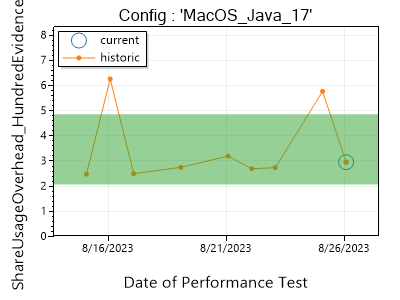 Config : 'MacOS_Java_17'
current
historic
ShareUsageOverhead_HundredEvidence
8
7
6
5
4
3
2
1
0
8/16/2023
8/21/2023
8/26/2023
Date of Performance Test